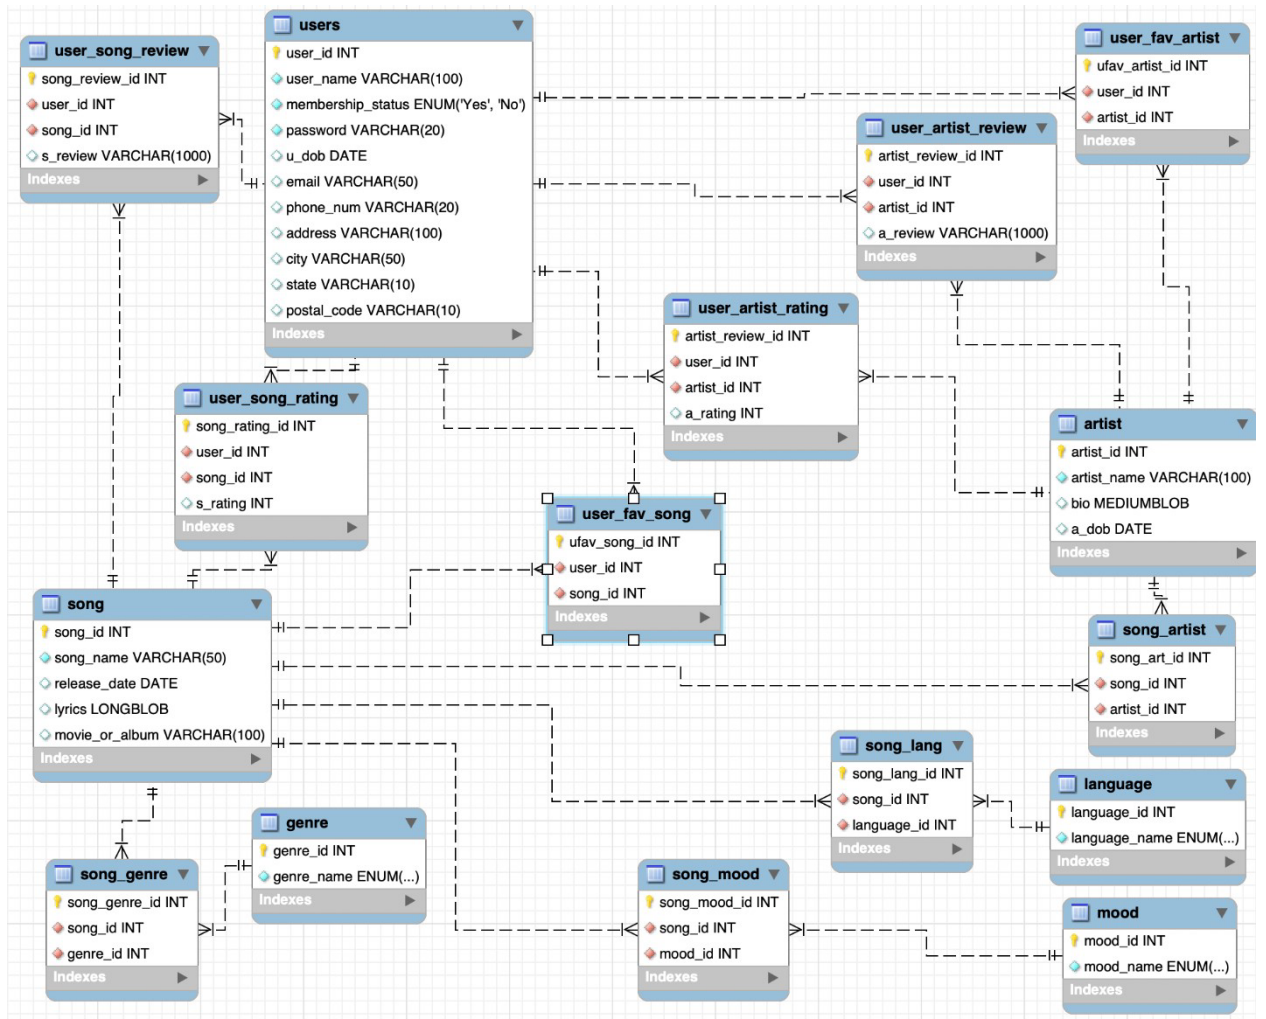 users
user_id INT
user_name VARCHAR(100)
membership_status ENUM('Yes', 'No')
password VARCHAR(20)
u_dob DATE
email VARCHAR(50)
phone_num VARCHAR(20)
address VARCHAR(100)
city VARCHAR(50)
state VARCHAR(10)
postal_code VARCHAR(10)
Indexes
user_song_review
song_review_id INT
user_id INT
song_id INT
s_review VARCHAR(1000)
Indexes
user_fav_artist
ufav_artist_id INT
user_id INT
artist_id INT
Indexes
user_artist_review
artist_review_id INT
user_id INT
artist_id INT
a_review VARCHAR(1000)
Indexes
user_artist_rating
artist_review_id INT
user_id INT
artist_id INT
a_rating INT
Indexes
user_song_rating
song_rating_id INT
user_id INT
song_id INT
s_rating INT
Indexes
artist
artist_id INT
artist_name VARCHAR(100)
bio MEDIUMBLOB
a_dob DATE
Indexes
user_fav_song
ufav_song_id INT
user_id INT
song_id INT
Indexes
song
song_id INT
song_name VARCHAR(50)
release_date DATE
lyrics LONGBLOB
movie_or_album VARCHAR(100)
Indexes
song_artist
song_art_id INT
song_id INT
artist_id INT
Indexes
song_lang
song_lang_id INT
song_id INT
language_id INT
Indexes
language
language_id INT
language_name ENUM(...)
Indexes
genre
genre_id INT
genre_name ENUM(...)
Indexes
song_genre
song_genre_id INT
song_id INT
genre_id INT
Indexes
song_mood
song_mood_id INT
song_id INT
mood_id INT
Indexes
mood
mood_id INT
mood_name ENUM(...)
Indexes